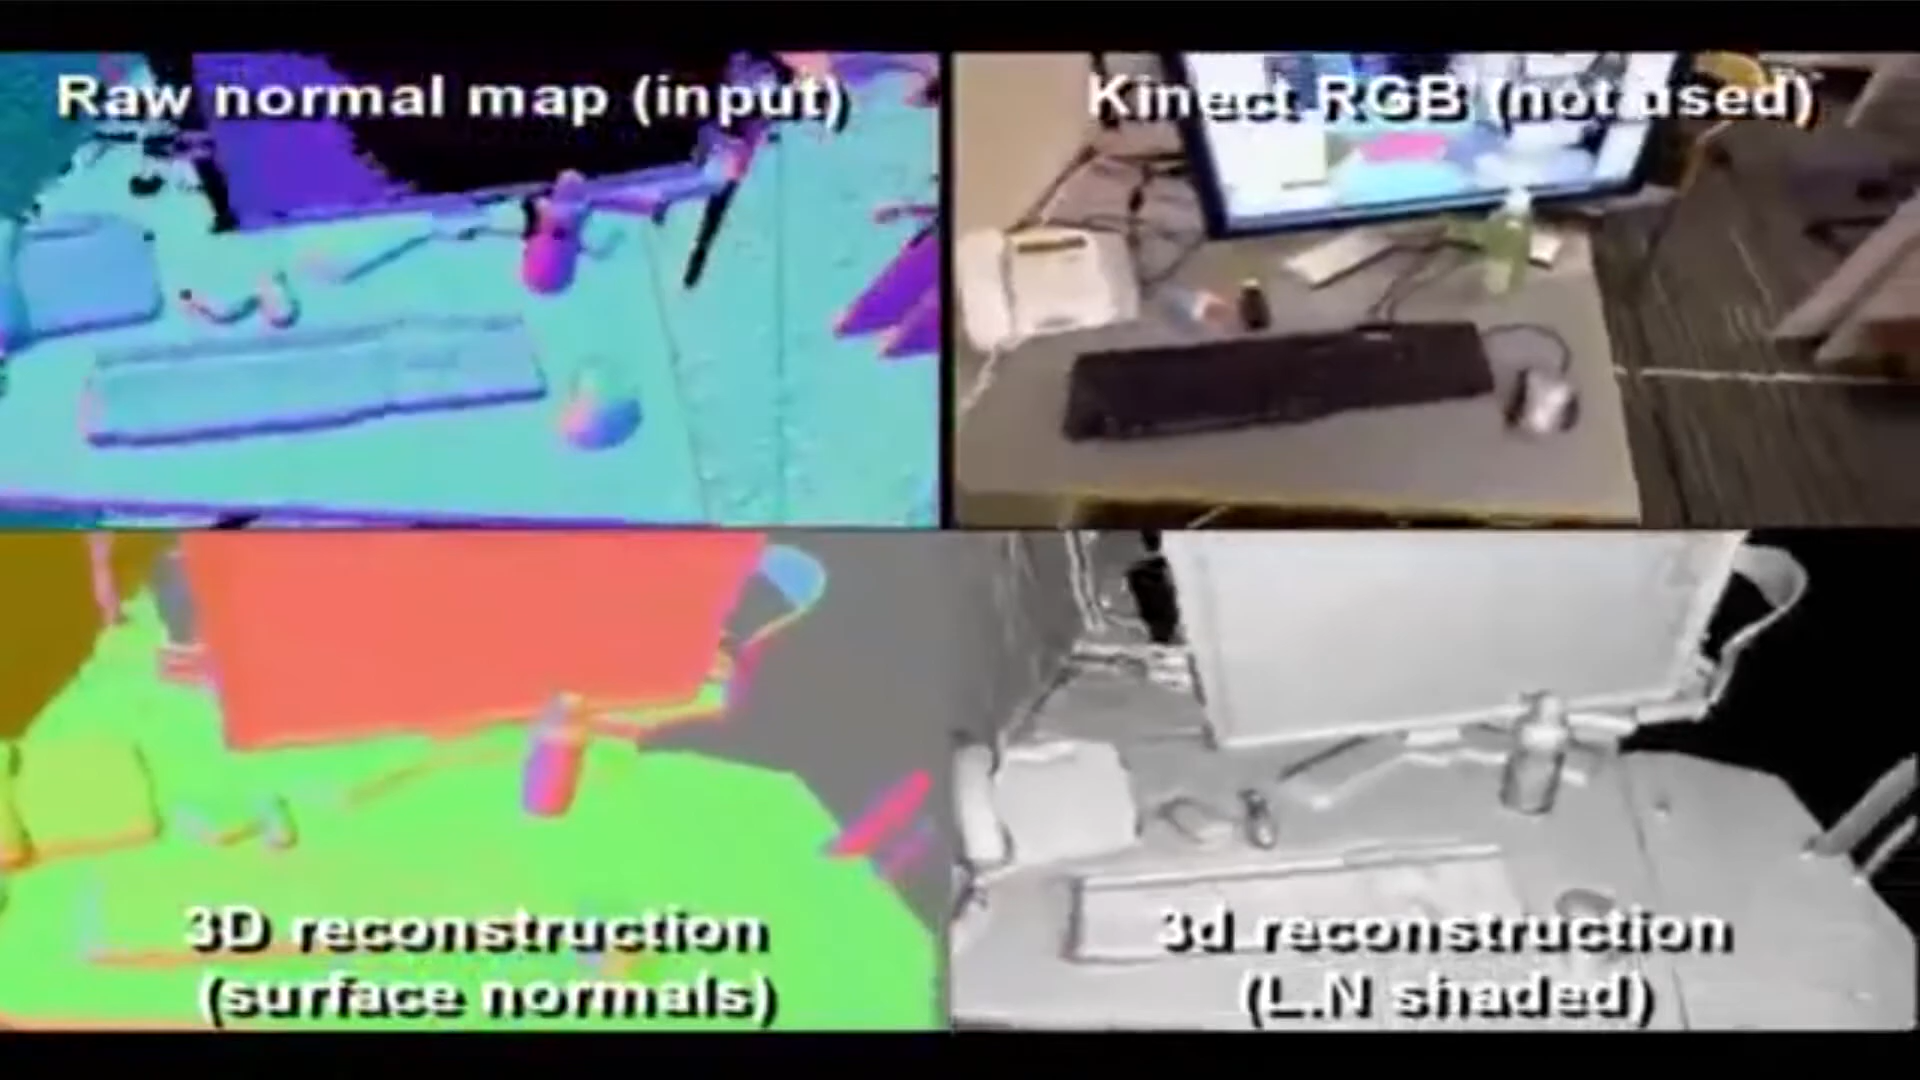 Raw normal map (input)
Kinect RGB (not used)
3D reconstruction
(surface normals)
3d reconstruction
(L.N shaded)